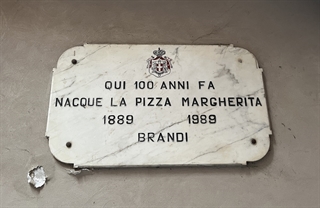 QUI 100 ANNI FA
NACQUE LA PIZZA MARGHERITA
1889 1989
BRANDI